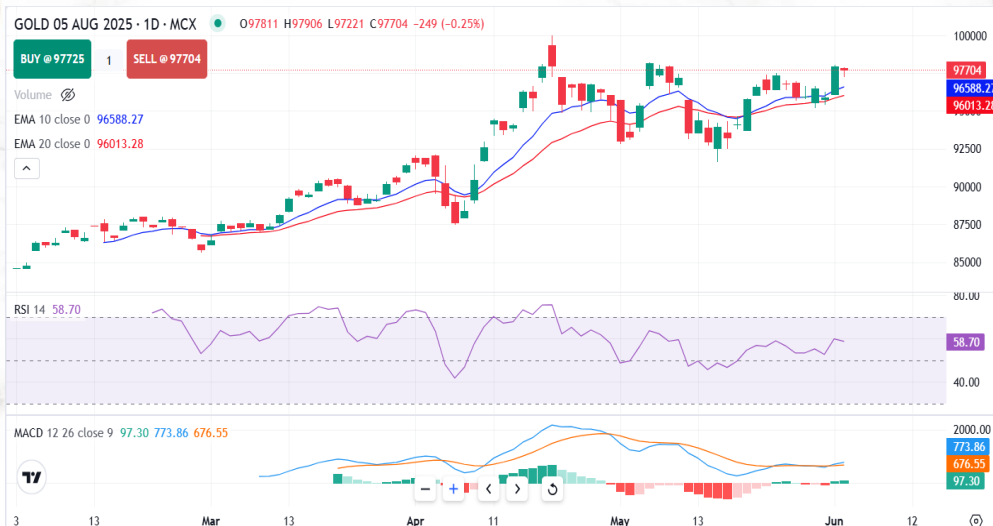 GOLD 05 AUG 2025 · 1D · MCX O97811 H97906 L97221 C97704 −249 (−0.25%)
BUY @ 97725 1 SELL @ 97704
Volume
EMA 10 close 0 96588.27
EMA 20 close 0 96013.28
100000
97704
96588.27
96013.28
92500
90000
87500
85000
RSI 14 58.70
80.00
58.70
40.00
MACD 12 26 close 9 97.30 773.86 676.55
2000.00
773.86
676.55
97.30
3 13 Mar 13 Apr 11 May 13 Jun 12